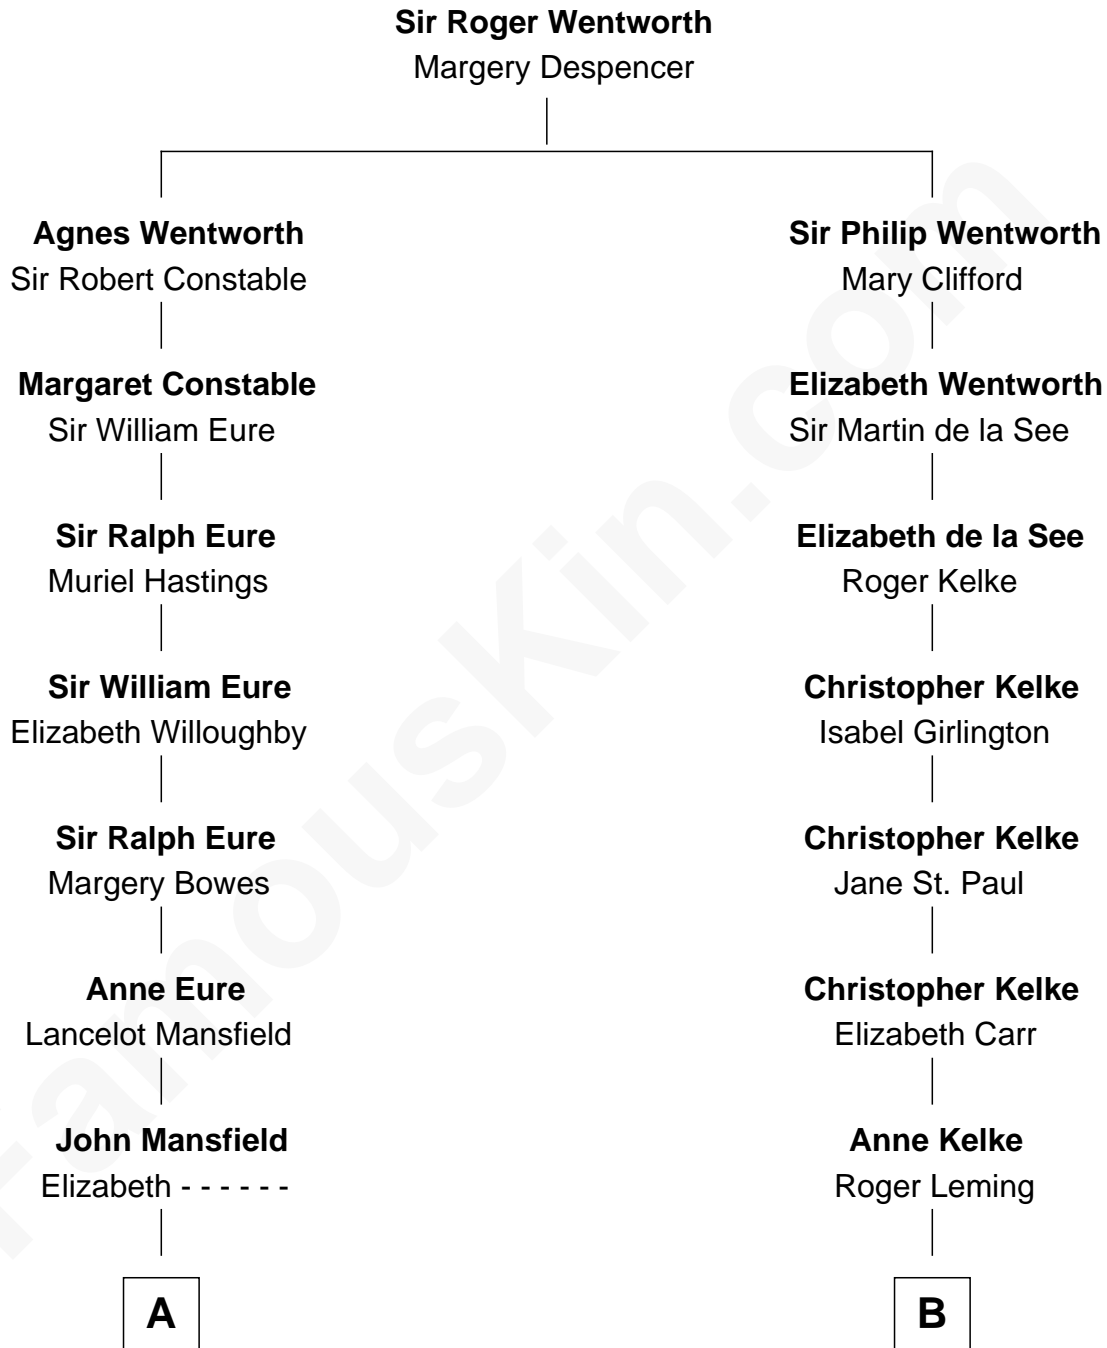 Sir Roger Wentworth
Margery Despencer
Agnes Wentworth
Sir Robert Constable
Sir Philip Wentworth
Mary Clifford
Margaret Constable
Sir William Eure
Elizabeth Wentworth
Sir Martin de la See
Sir Ralph Eure
Muriel Hastings
Elizabeth de la See
Roger Kelke
Sir William Eure
Elizabeth Willoughby
Christopher Kelke
Isabel Girlington
Sir Ralph Eure
Margery Bowes
Christopher Kelke
Jane St. Paul
Anne Eure
Lancelot Mansfield
Christopher Kelke
Elizabeth Carr
John Mansfield
Elizabeth - - - - - -
Anne Kelke
Roger Leming
A
B
FamousKin.com